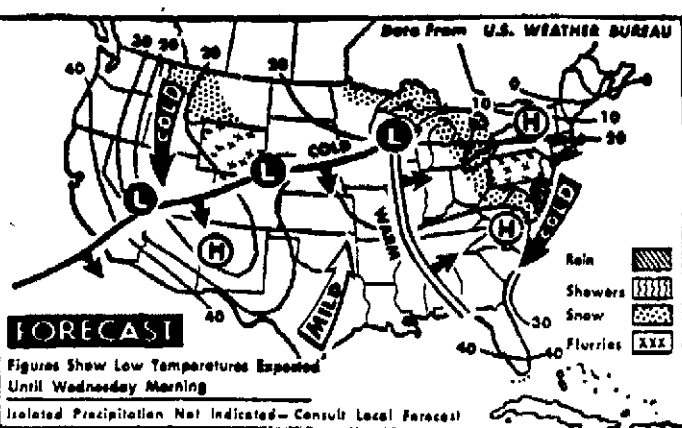 Data From U.S. WEATHER BUREAU
30 20 20
40
20
0
0
10
10
20
COLD
COLD
COLD
L
L
L
H
H
H
WARM
MILD
40
30
40
40
Rain
Showers
Snow
Flurries
XXX
FORECAST
Figures Show Low Temperatures Expected
Until Wednesday Morning
Isolated Precipitation Not Indicated—Consult Local Forecast